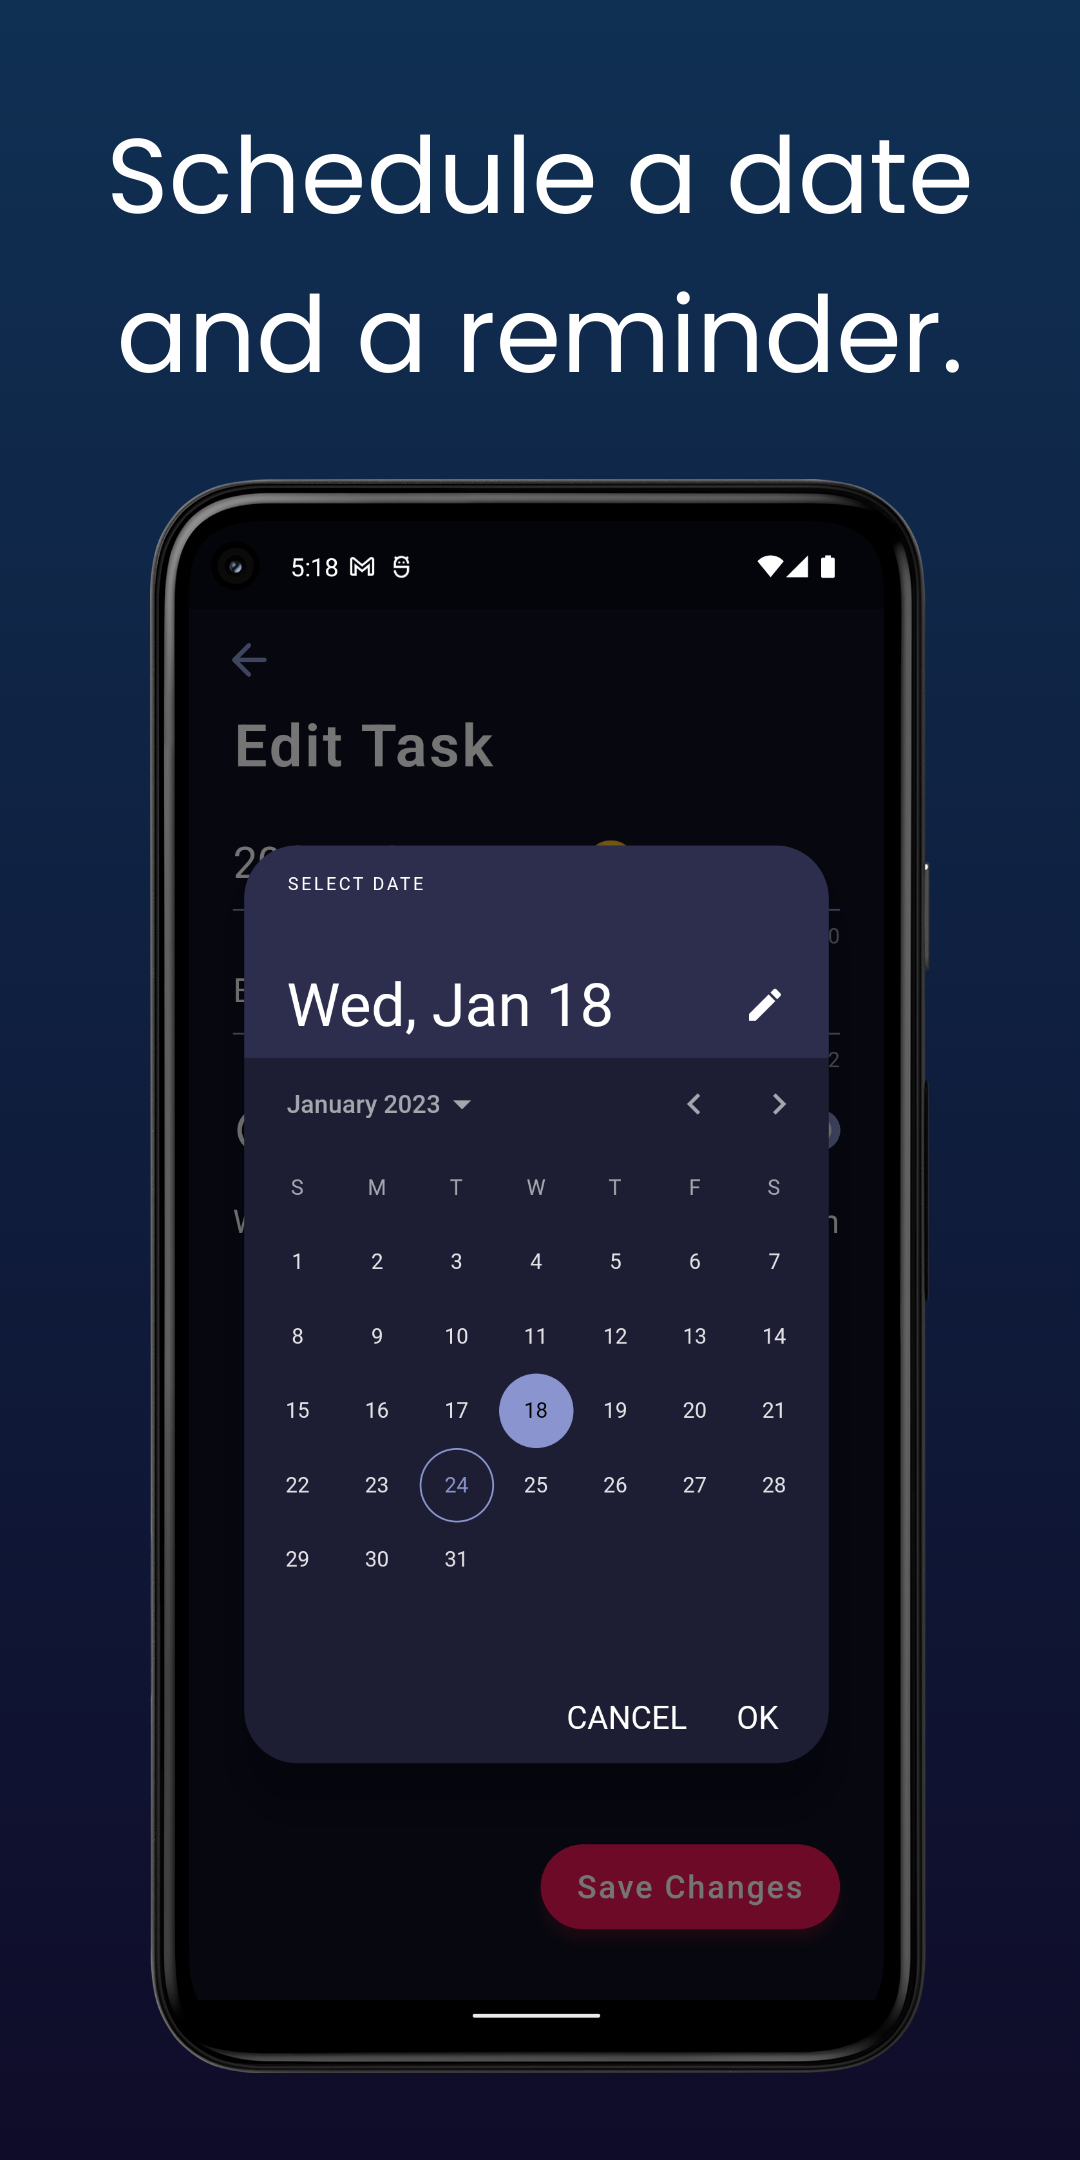 Schedule a date
and a reminder.
5:18
Edit Task
SELECT DATE
0
Wed, Jan 18
2
January 2023
S M T W T F S
1 2 3 4 5 6 7
8 9 10 11 12 13 14
15 16 17 18 19 20 21
22 23 24 25 26 27 28
29 30 31
CANCEL OK
Save Changes